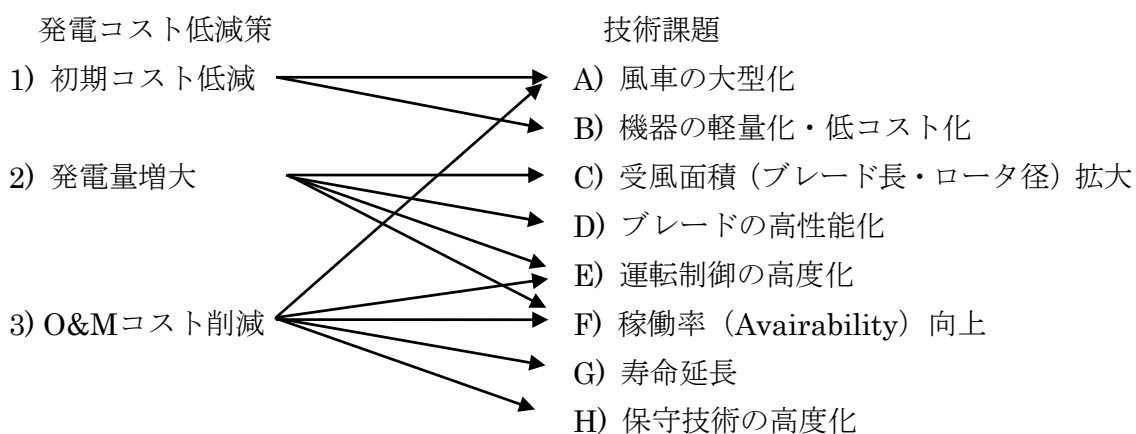 発電コスト低減策
技術課題
1) 初期コスト低減
A) 風車の大型化
B) 機器の軽量化・低コスト化
2) 発電量増大
C) 受風面積（ブレード長・ロータ径）拡大
D) ブレードの高性能化
E) 運転制御の高度化
3) O&Mコスト削減
F) 稼働率（Avairability）向上
G) 寿命延長
H) 保守技術の高度化